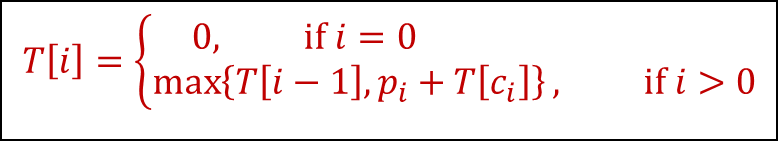 T[i] = { 0, if i = 0
max{T[i − 1], pᵢ + T[cᵢ]} , if i > 0